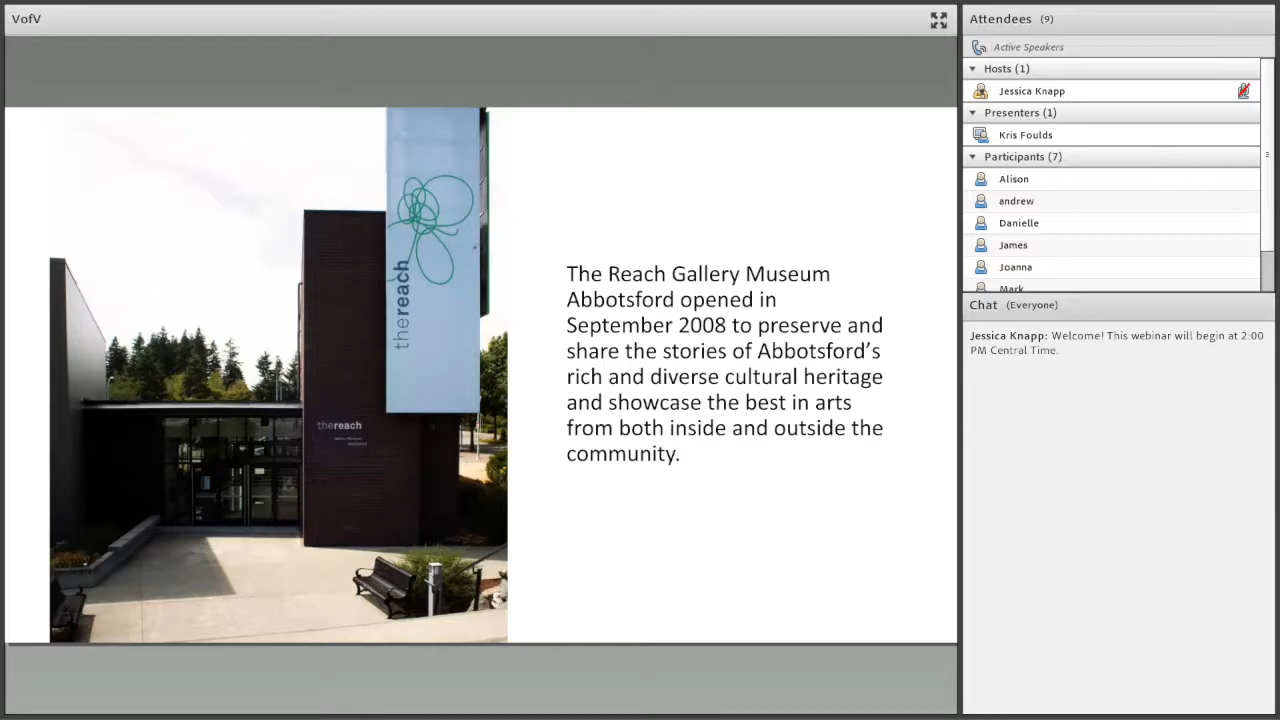 VofV
Attendees (9)
Active Speakers
Hosts (1)
Jessica Knapp
Presenters (1)
Kris Foulds
Participants (7)
Alison
andrew
Danielle
James
Joanna
Mark
Chat (Everyone)
Jessica Knapp: Welcome! This webinar will begin at 2:00
PM Central Time.
thereach
thereach
The Reach Gallery Museum
Abbotsford opened in
September 2008 to preserve and
share the stories of Abbotsford's
rich and diverse cultural heritage
and showcase the best in arts
from both inside and outside the
community.